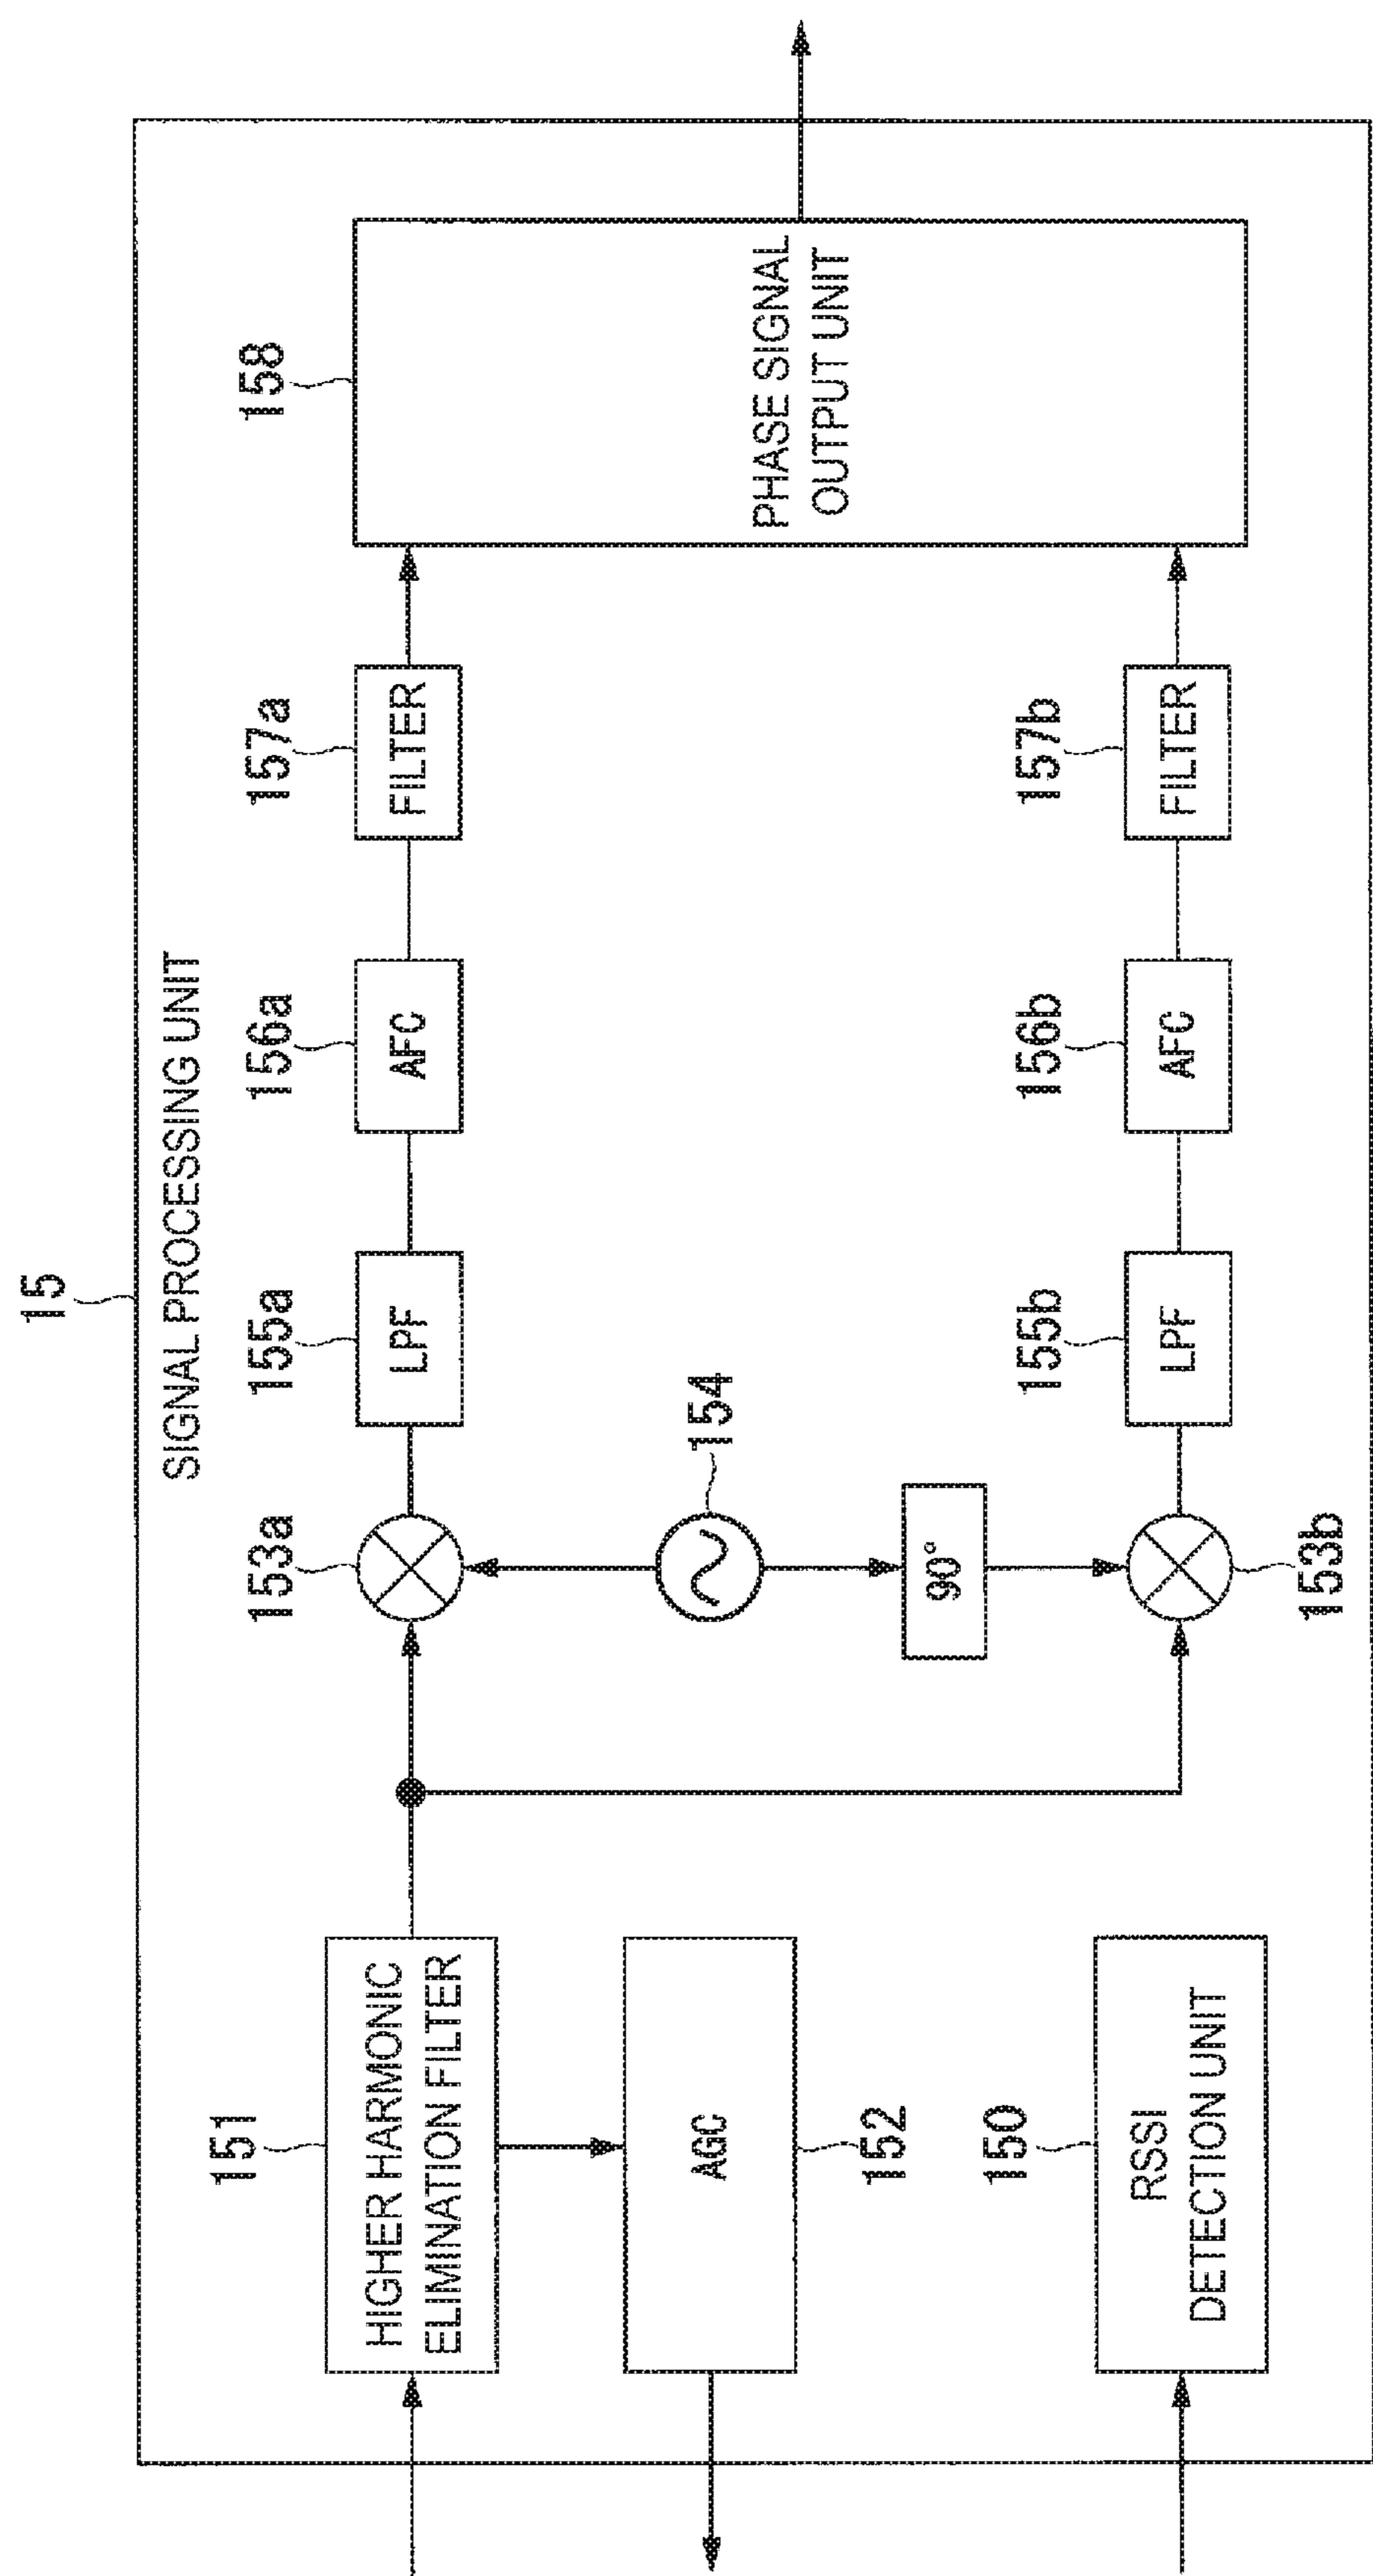 15
SIGNAL PROCESSING UNIT
151
HIGHER HARMONIC
ELIMINATION FILTER
153a
155a
LPF
156a
AFC
157a
FILTER
158
PHASE SIGNAL
OUTPUT UNIT
AGC
152
154
90°
150
RSSI
DETECTION UNIT
153b
155b
LPF
156b
AFC
157b
FILTER